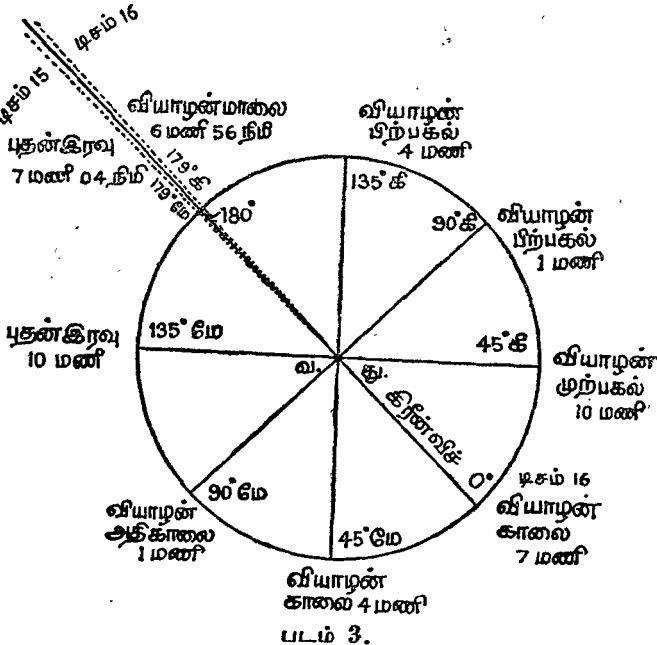 டிசம் 16
டிசம் 15
வியாழன்மாலை
6 மணி 56 நிமி
புதன்இரவு
7 மணி 04 நிமி
179°கி
179°மே
180°
வியாழன்
பிற்பகல்
4 மணி
135°கி
90°கி
வியாழன்
பிற்பகல்
1 மணி
புதன்இரவு
10 மணி
135°மே
45°கி
வியாழன்
முற்பகல்
10 மணி
வ. து.
கிரீன்விச்
0°
டிசம் 16
வியாழன்
காலை
7 மணி
90°மே
வியாழன்
அதிகாலை
1 மணி
45°மே
வியாழன்
காலை 4 மணி
படம் 3.